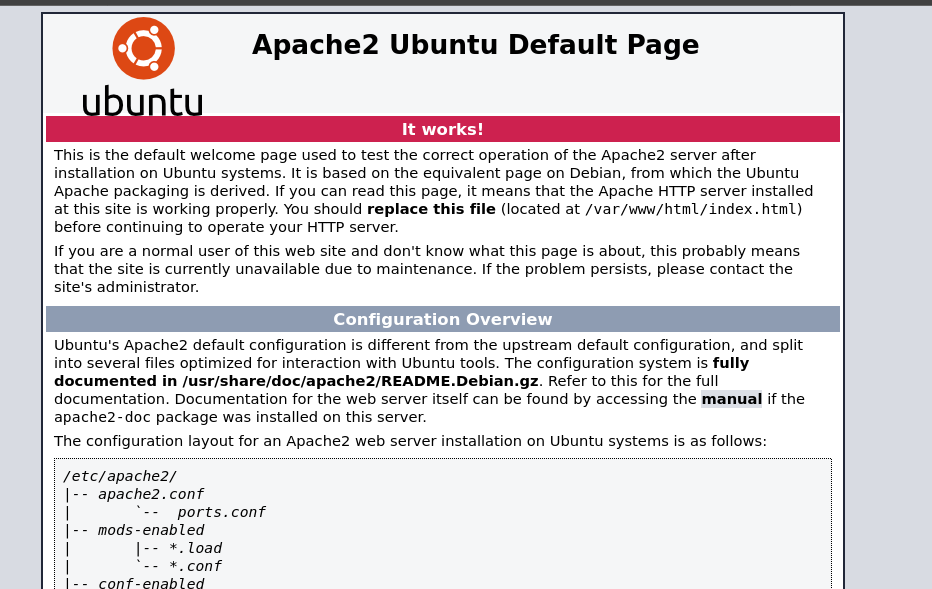 Apache2 Ubuntu Default Page
ubuntu
It works!
This is the default welcome page used to test the correct operation of the Apache2 server after
installation on Ubuntu systems. It is based on the equivalent page on Debian, from which the Ubuntu
Apache packaging is derived. If you can read this page, it means that the Apache HTTP server installed
at this site is working properly. You should replace this file (located at /var/www/html/index.html)
before continuing to operate your HTTP server.
If you are a normal user of this web site and don't know what this page is about, this probably means
that the site is currently unavailable due to maintenance. If the problem persists, please contact the
site's administrator.
Configuration Overview
Ubuntu's Apache2 default configuration is different from the upstream default configuration, and split
into several files optimized for interaction with Ubuntu tools. The configuration system is fully
documented in /usr/share/doc/apache2/README.Debian.gz. Refer to this for the full
documentation. Documentation for the web server itself can be found by accessing the manual if the
apache2-doc package was installed on this server.
The configuration layout for an Apache2 web server installation on Ubuntu systems is as follows:
/etc/apache2/
|-- apache2.conf
|       `--  ports.conf
|-- mods-enabled
|       |-- *.load
|       `-- *.conf
|-- conf-enabled